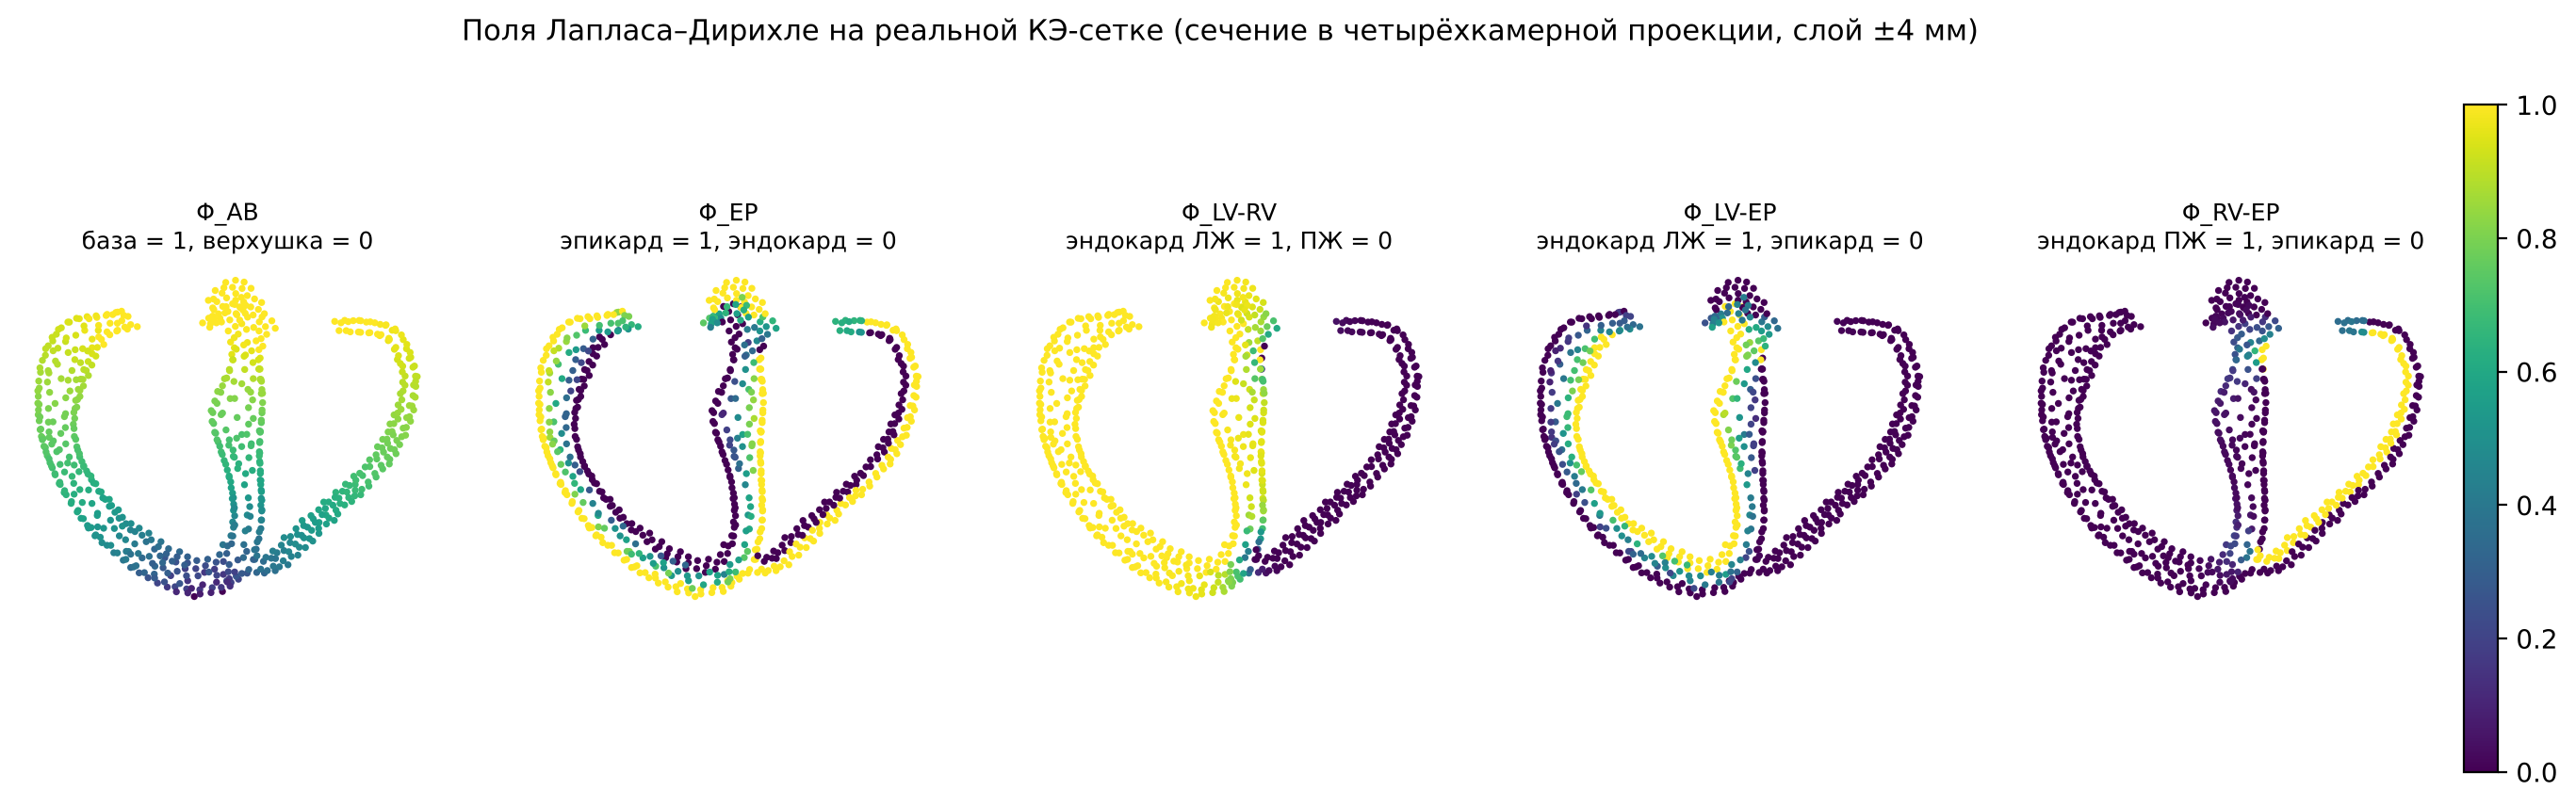 Поля Лапласа–Дирихле на реальной КЭ-сетке (сечение в четырёхкамерной проекции, слой ±4 мм)
Φ_AB
база = 1, верхушка = 0
Φ_EP
эпикард = 1, эндокард = 0
Φ_LV-RV
эндокард ЛЖ = 1, ПЖ = 0
Φ_LV-EP
эндокард ЛЖ = 1, эпикард = 0
Φ_RV-EP
эндокард ПЖ = 1, эпикард = 0
1.0
0.8
0.6
0.4
0.2
0.0